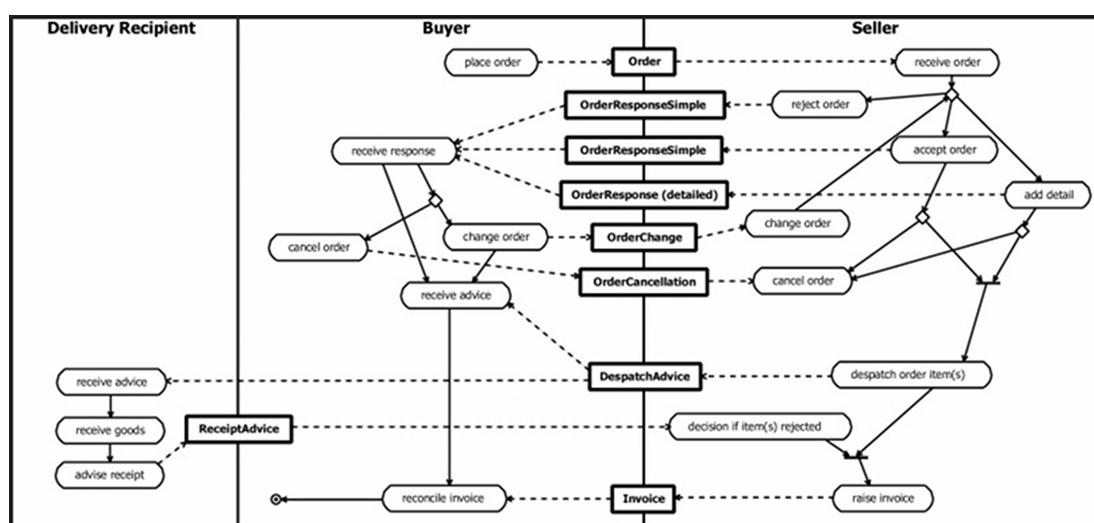 Delivery Recipient
Buyer
Seller
place order
Order
receive order
OrderResponseSimple
reject order
receive response
OrderResponseSimple
accept order
OrderResponse (detailed)
add detail
cancel order
change order
OrderChange
change order
receive advice
OrderCancellation
cancel order
receive advice
DespatchAdvice
despatch order item(s)
receive goods
ReceiptAdvice
decision if item(s) rejected
advise receipt
reconcile invoice
Invoice
raise invoice